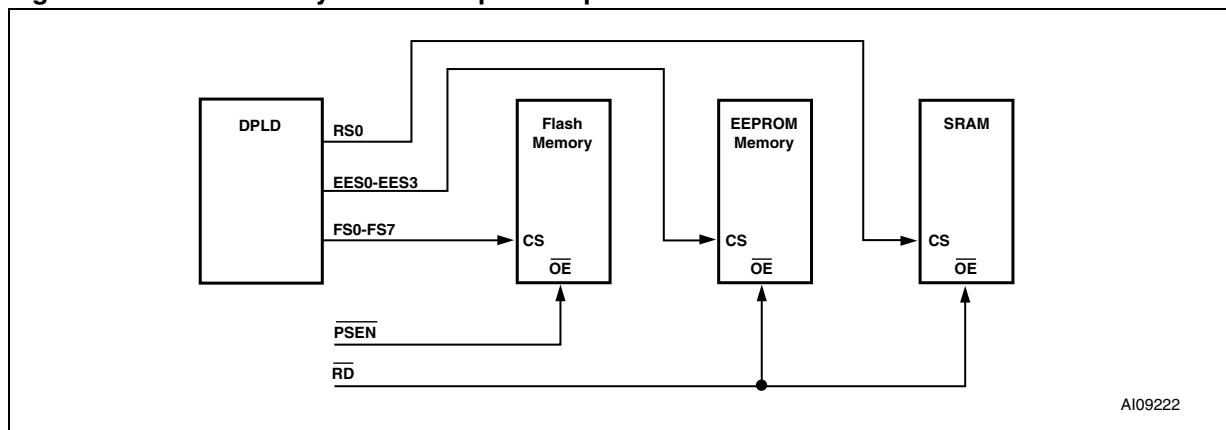 DPLD
RS0
EES0-EES3
FS0-FS7
Flash
Memory
CS
OE
EEPROM
Memory
CS
OE
SRAM
CS
OE
PSEN
RD
AI09222